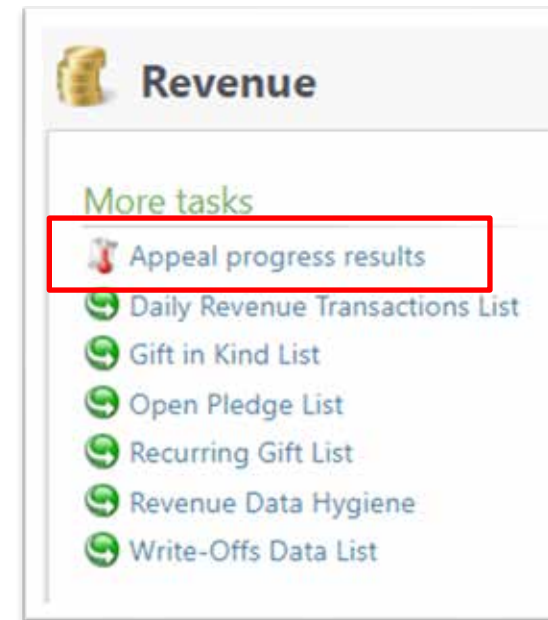 Revenue
More tasks
Appeal progress results
Daily Revenue Transactions List
Gift in Kind List
Open Pledge List
Recurring Gift List
Revenue Data Hygiene
Write-Offs Data List